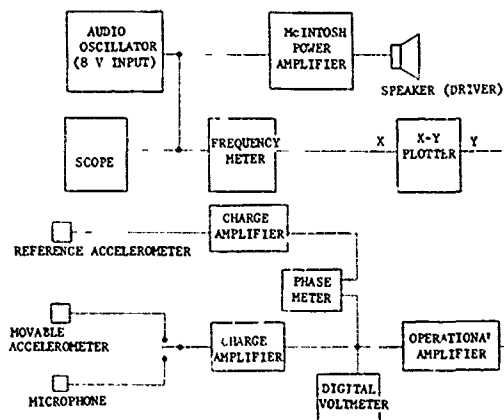 AUDIO
OSCILLATOR
(8 V INPUT)
McINTOSH
POWER
AMPLIFIER
SPEAKER (DRIVER)
SCOPE
FREQUENCY
METER
X
X-Y
PLOTTER
Y
REFERENCE ACCELEROMETER
CHARGE
AMPLIFIER
PHASE
METER
MOVABLE
ACCELEROMETER
MICROPHONE
CHARGE
AMPLIFIER
OPERATIONAL
AMPLIFIER
DIGITAL
VOLTMETER